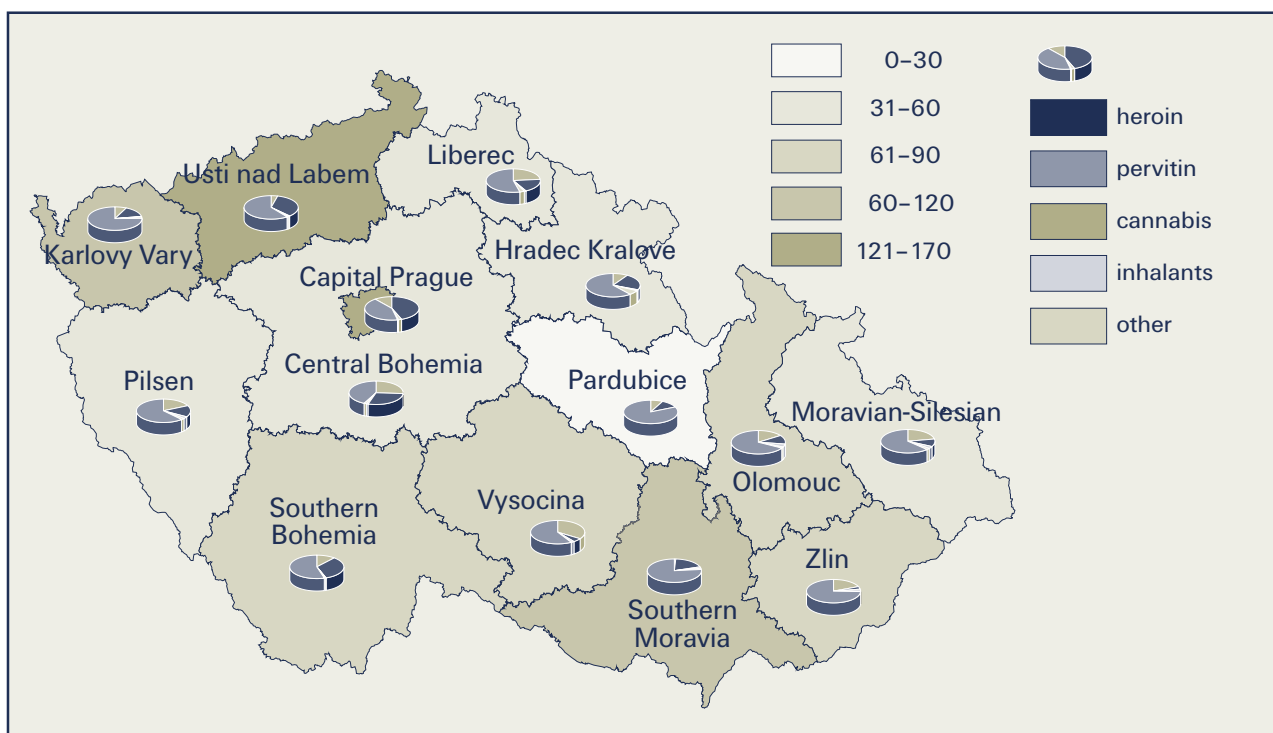 0–30
31–60
61–90
60–120
121–170
heroin
pervitin
cannabis
inhalants
other
Liberec
Usti nad Labem
Karlovy Vary
Hradec Kralove
Capital Prague
Central Bohemia
Pilsen
Pardubice
Moravian-Silesian
Olomouc
Vysocina
Southern
Bohemia
Zlin
Southern
Moravia